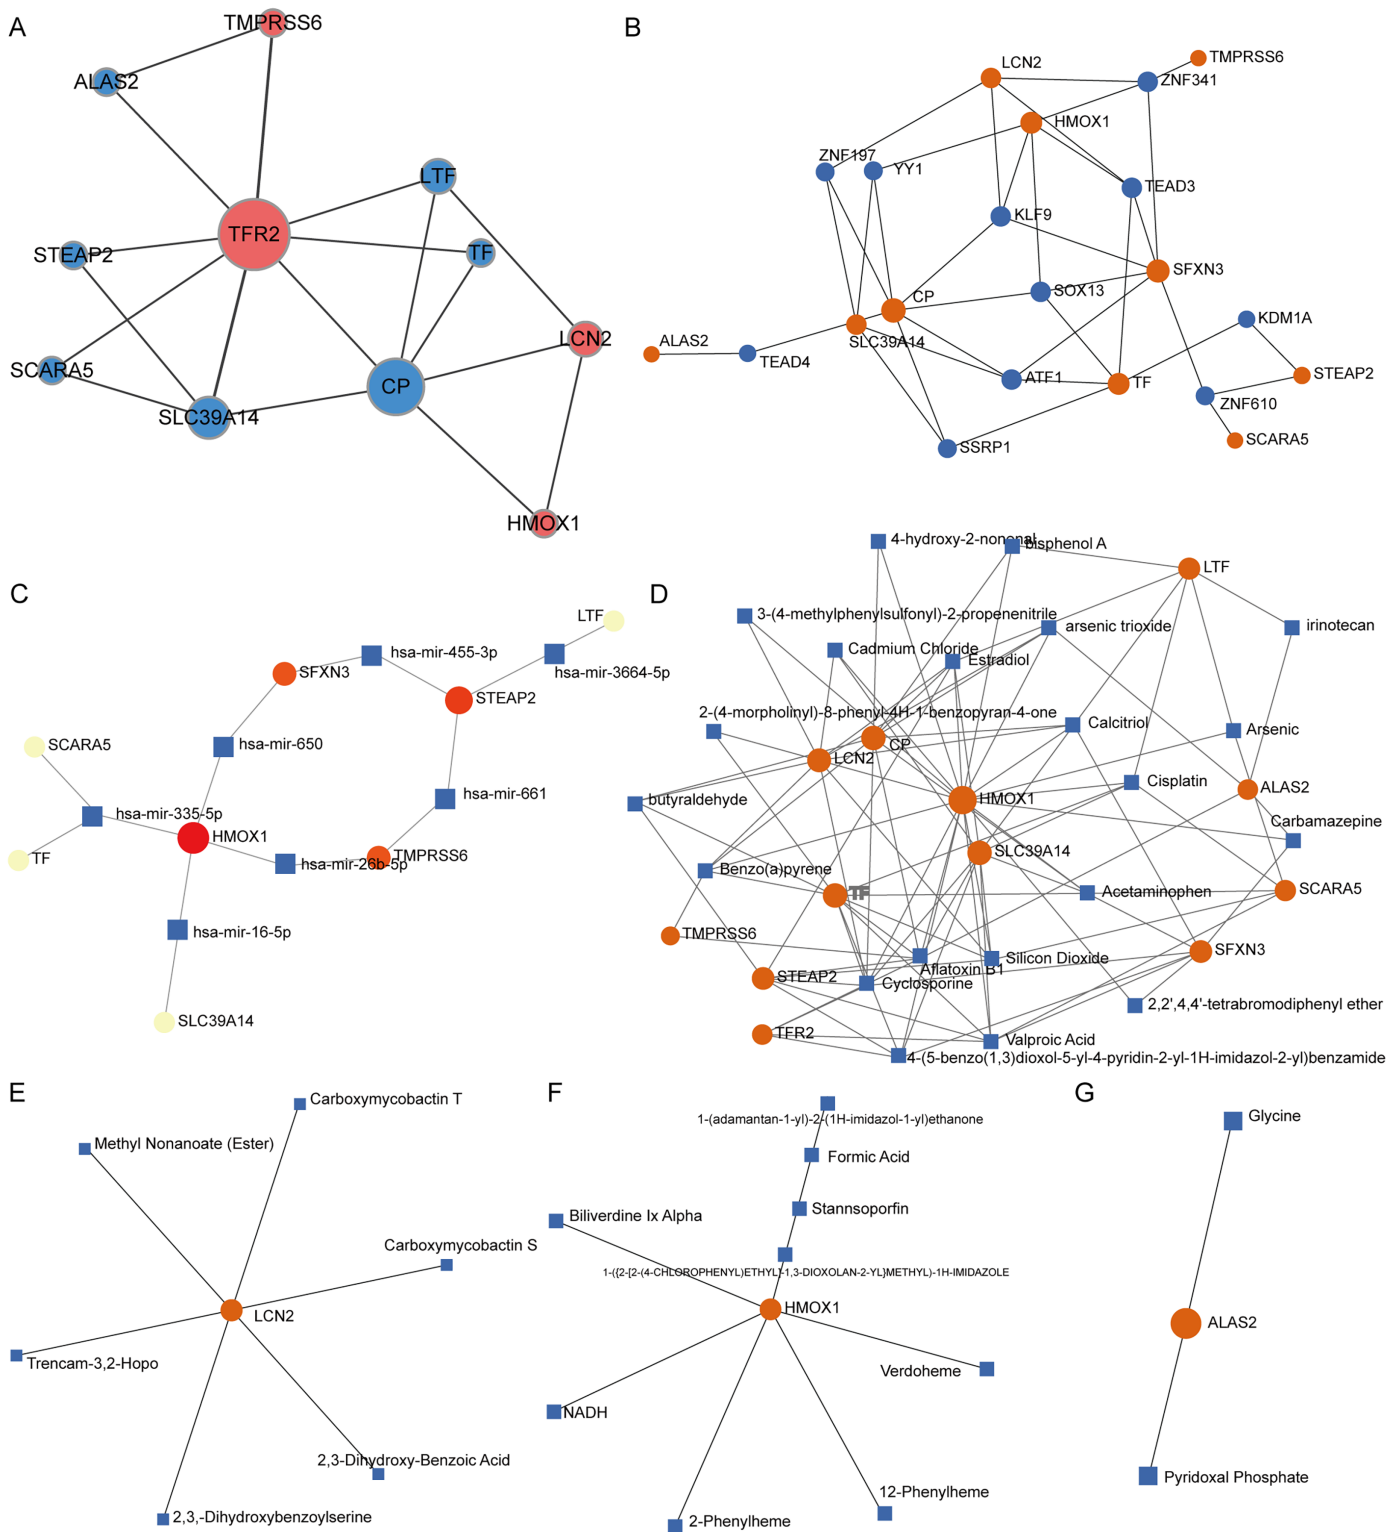 A
TMPRSS6
ALAS2
LTF
TFR2
STEAP2
TF
LCN2
SCARA5
CP
SLC39A14
HMOX1
B
LCN2
TMPRSS6
ZNF341
HMOX1
ZNF197
YY1
TEAD3
KLF9
SFXN3
SOX13
CP
KDM1A
SLC39A14
ALAS2
TEAD4
ATF1
TF
STEAP2
ZNF610
SCARA5
SSRP1
C
LTF
hsa-mir-455-3p
hsa-mir-3664-5p
SFXN3
STEAP2
SCARA5
hsa-mir-650
hsa-mir-661
hsa-mir-335-5p
HMOX1
TF
hsa-mir-26b-5p
TMPRSS6
hsa-mir-16-5p
SLC39A14
D
4-hydroxy-2-nonenal
bisphenol A
LTF
3-(4-methylphenylsulfonyl)-2-propenenitrile
arsenic trioxide
irinotecan
Cadmium Chloride
Estradiol
2-(4-morpholinyl)-8-phenyl-4H-1-benzopyran-4-one
Calcitriol
Arsenic
CP
LCN2
Cisplatin
ALAS2
butyraldehyde
HMOX1
Carbamazepine
SLC39A14
Benzo(a)pyrene
TF
Acetaminophen
SCARA5
TMPRSS6
SFXN3
Silicon Dioxide
Aflatoxin B1
STEAP2
Cyclosporine
2,2',4,4'-tetrabromodiphenyl ether
TFR2
Valproic Acid
4-(5-benzo(1,3)dioxol-5-yl-4-pyridin-2-yl-1H-imidazol-2-yl)benzamide
E
Carboxymycobactin T
Methyl Nonanoate (Ester)
Carboxymycobactin S
LCN2
Trencam-3,2-Hopo
2,3-Dihydroxy-Benzoic Acid
2,3,-Dihydroxybenzoylserine
F
1-(adamantan-1-yl)-2-(1H-imidazol-1-yl)ethanone
Formic Acid
Stannsoporfin
Biliverdine Ix Alpha
1-({2-[2-(4-CHLOROPHENYL)ETHYL]-1,3-DIOXOLAN-2-YL}METHYL)-1H-IMIDAZOLE
HMOX1
Verdoheme
NADH
12-Phenylheme
2-Phenylheme
G
Glycine
ALAS2
Pyridoxal Phosphate